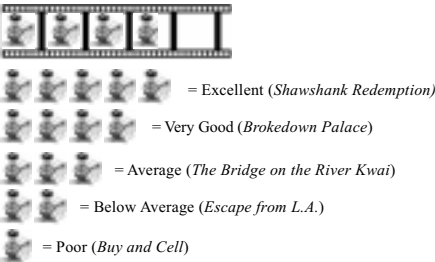 = Excellent (Shawshank Redemption)
= Very Good (Brokedown Palace)
= Average (The Bridge on the River Kwai)
= Below Average (Escape from L.A.)
= Poor (Buy and Cell)